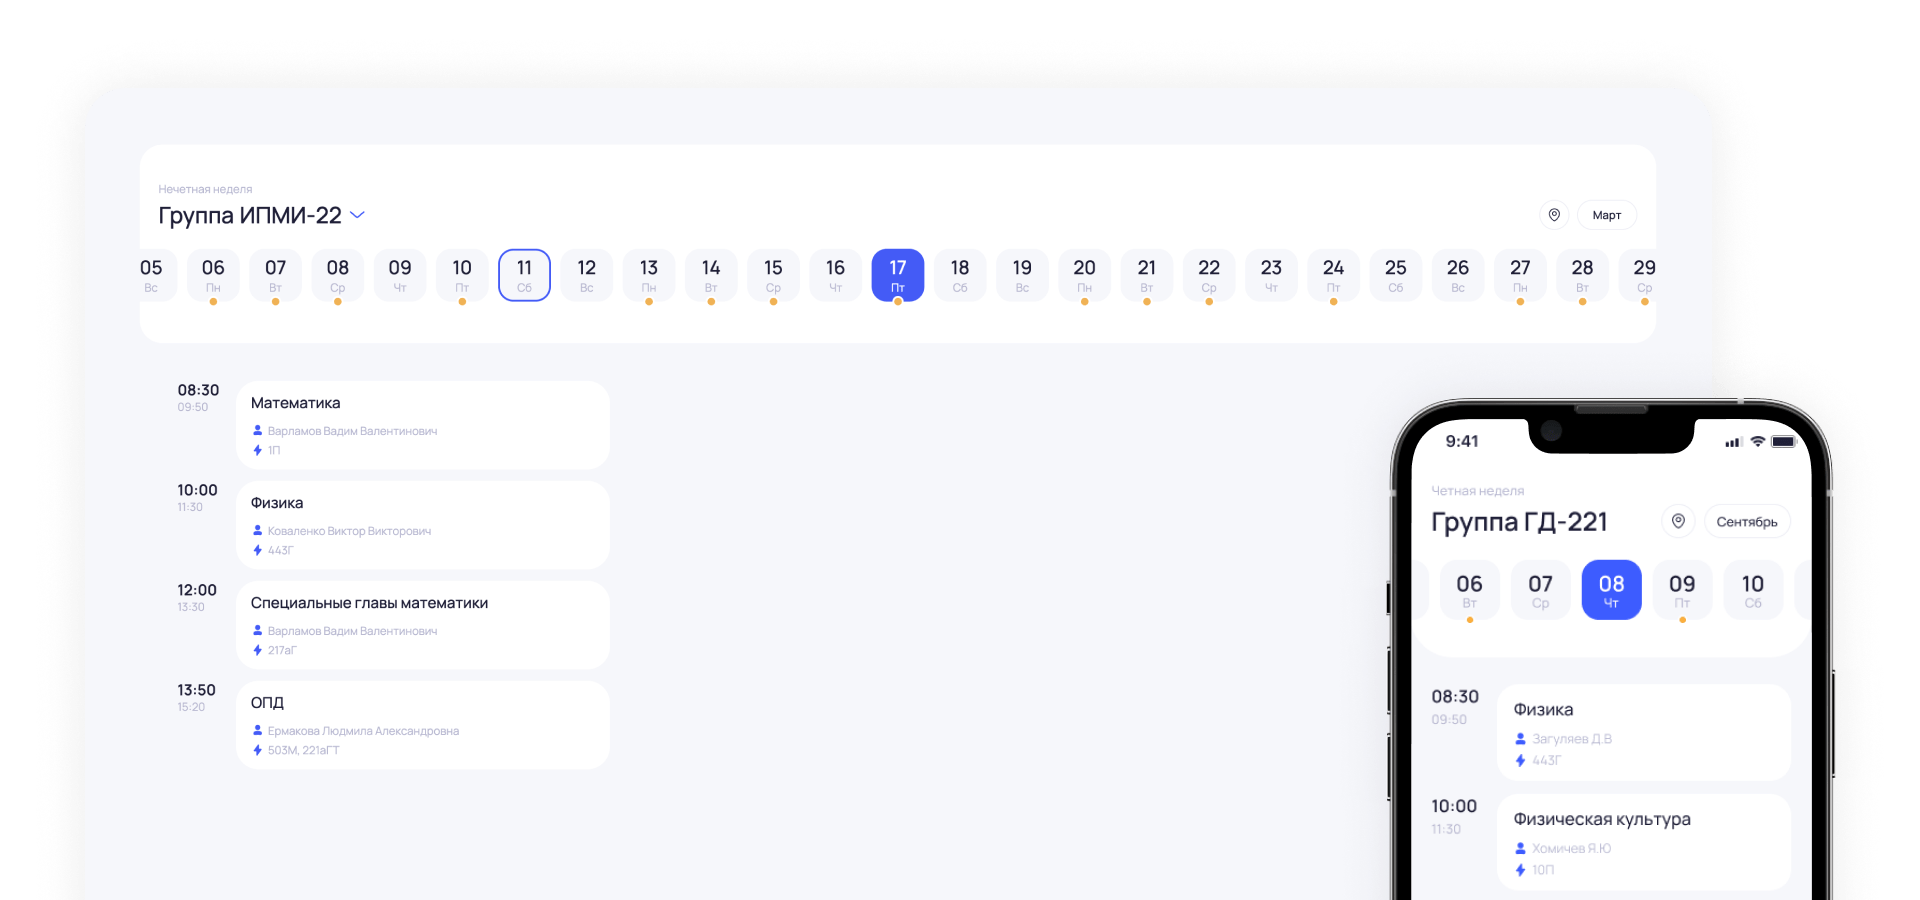 Нечетная неделя
Группа ИПМИ-22
Март
05 06 07 08 09 10 11 12 13 14 15 16 17 18 19 20 21 22 23 24 25 26 27 28 29
Вс Пн Вт Ср Чт Пт Сб Вс Пн Вт Ср Чт Пт Сб Вс Пн Вт Ср Чт Пт Сб Вс Пн Вт Ср
08:30
09:50
Математика
Варламов Вадим Валентинович
1П
10:00
11:30
Физика
Коваленко Виктор Викторович
443Г
12:00
13:30
Специальные главы математики
Варламов Вадим Валентинович
217аГ
13:50
15:20
ОПД
Ермакова Людмила Александровна
503М, 221аГТ
9:41
Четная неделя
Группа ГД-221
Сентябрь
06 07 08 09 10
Вт Ср Чт Пт Сб
08:30
09:50
Физика
Загуляев Д.В
443Г
10:00
11:30
Физическая культура
Хомичев Я.Ю
10П